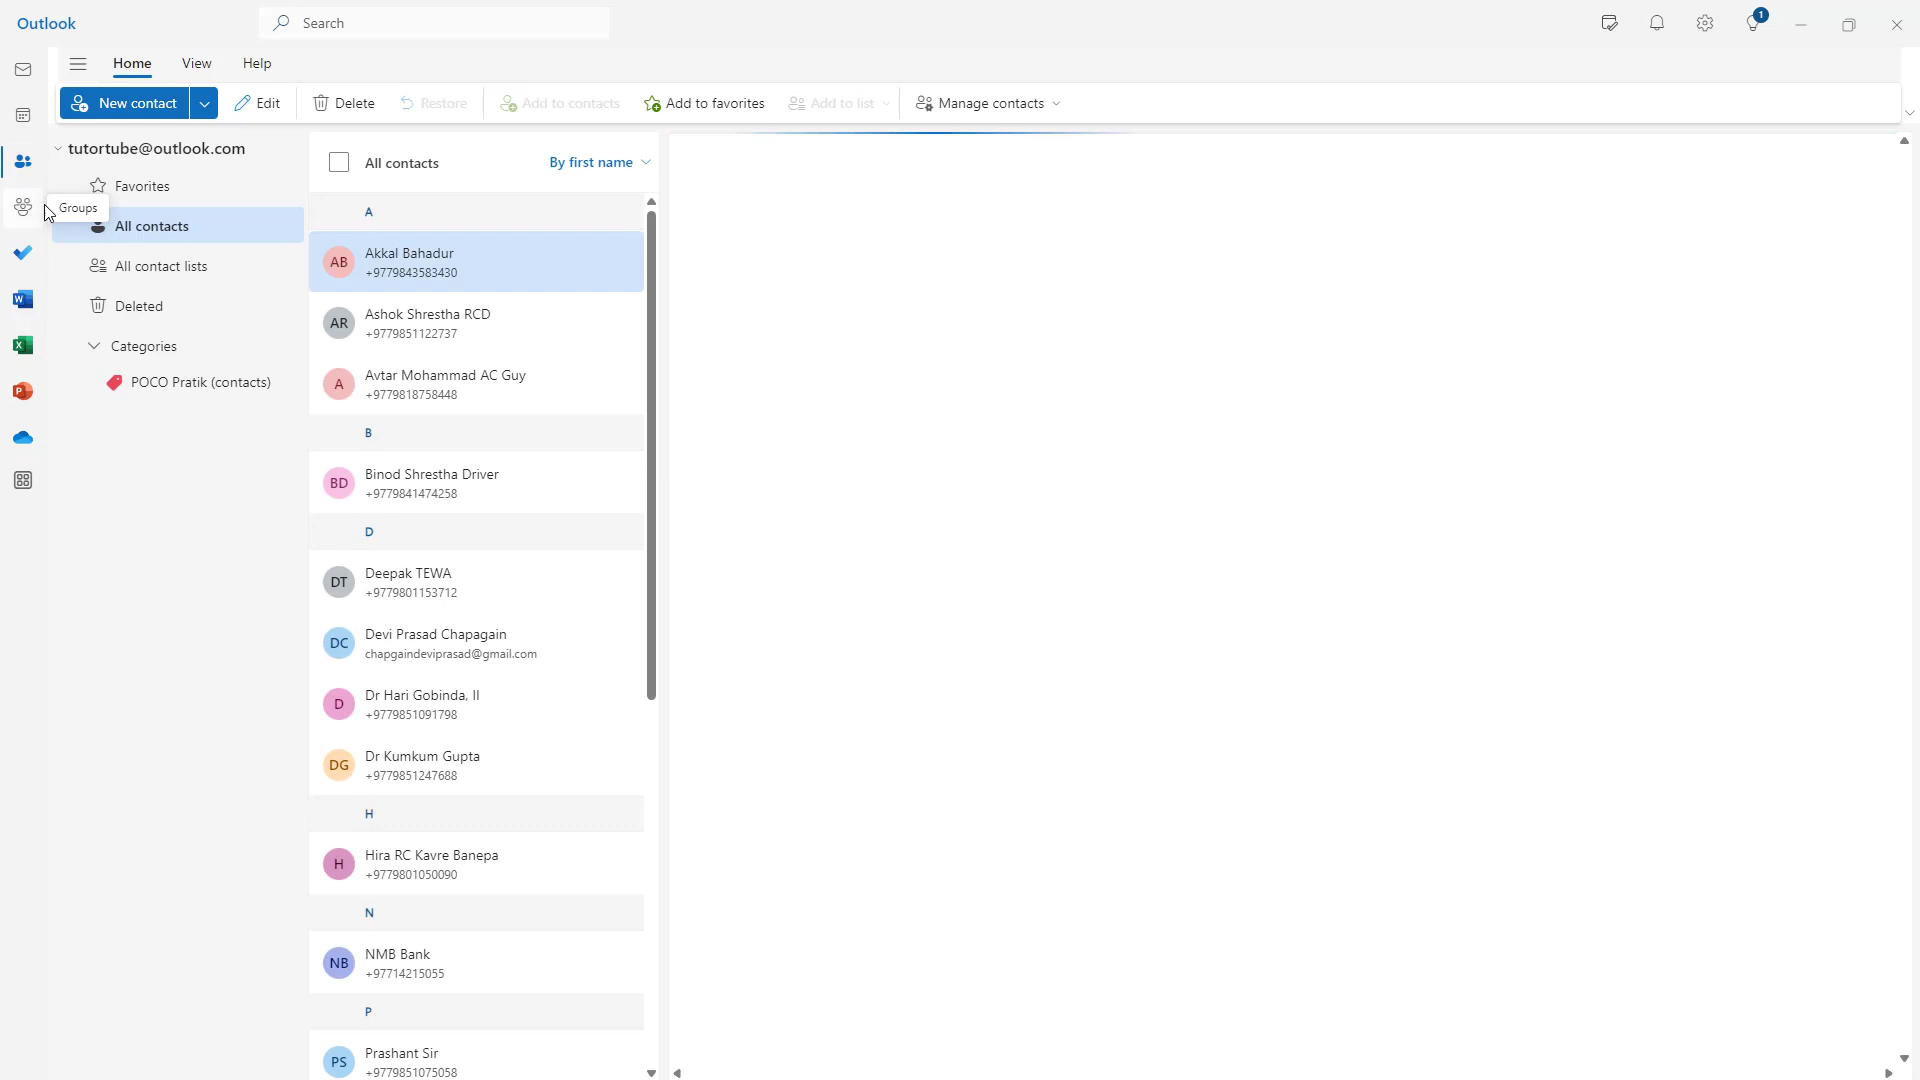 Outlook
Search
1
Home View Help
New contact Edit Delete Restore Add to contacts Add to favorites Add to list Manage contacts
tutortube@outlook.com
Favorites
Groups
All contacts
All contact lists
Deleted
Categories
POCO Pratik (contacts)
All contacts By first name
A
AB Akkal Bahadur
+9779843583430
AR Ashok Shrestha RCD
+9779851122737
A Avtar Mohammad AC Guy
+9779818758448
B
BD Binod Shrestha Driver
+9779841474258
D
DT Deepak TEWA
+9779801153712
DC Devi Prasad Chapagain
chapgaindeviprasad@gmail.com
D Dr Hari Gobinda, II
+9779851091798
DG Dr Kumkum Gupta
+9779851247688
H
H Hira RC Kavre Banepa
+9779801050090
N
NB NMB Bank
+97714215055
P
PS Prashant Sir
+9779851075058